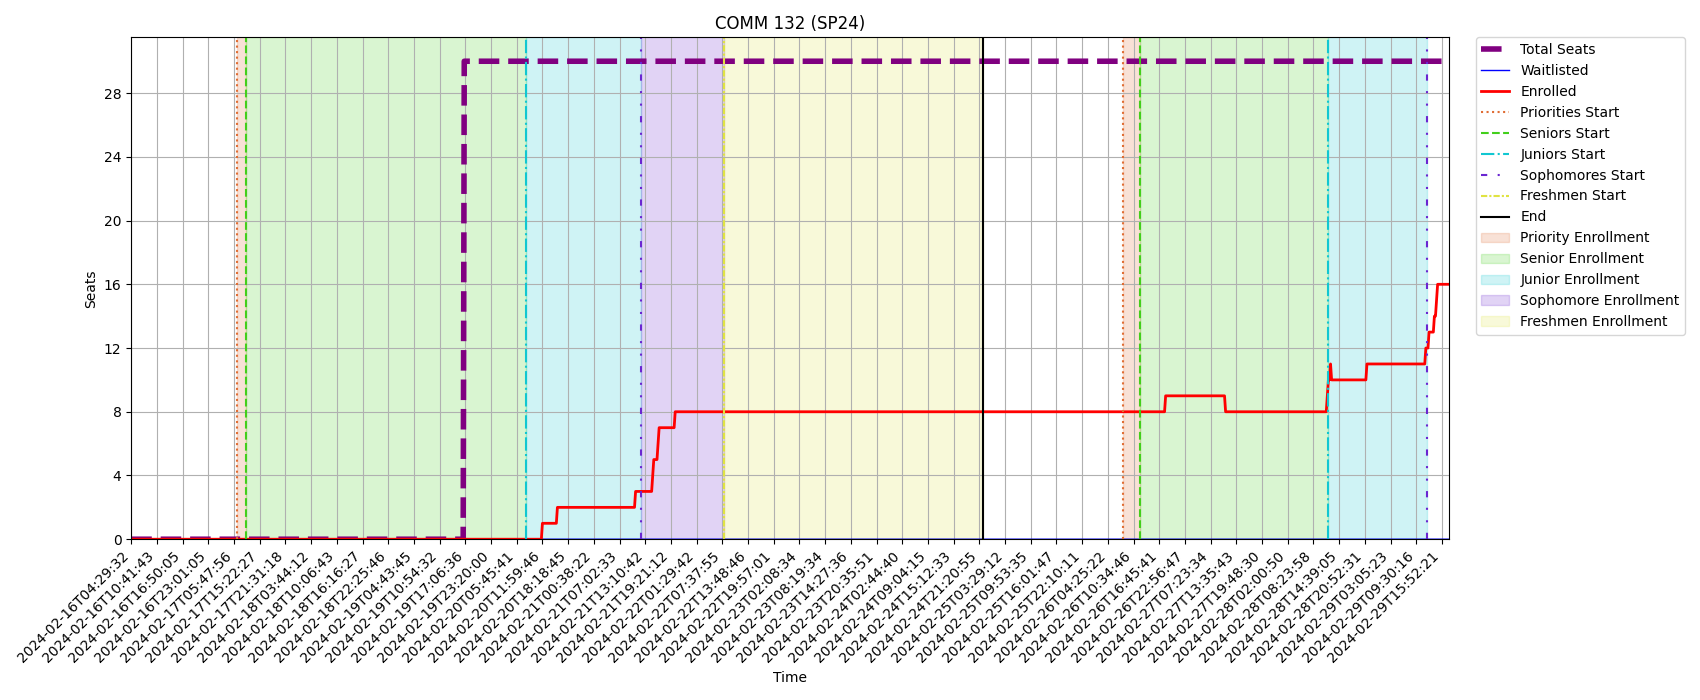 COMM 132 (SP24)
Seats
28
24
20
16
12
8
4
0
2024-02-16T04:29:32
2024-02-16T10:41:43
2024-02-16T16:50:05
2024-02-16T23:01:05
2024-02-17T05:47:56
2024-02-17T15:22:27
2024-02-17T21:31:18
2024-02-18T03:44:12
2024-02-18T10:06:43
2024-02-18T16:16:27
2024-02-18T22:25:46
2024-02-19T04:43:45
2024-02-19T10:54:32
2024-02-19T17:06:36
2024-02-19T23:20:00
2024-02-20T05:45:41
2024-02-20T11:59:46
2024-02-20T18:18:45
2024-02-21T00:38:22
2024-02-21T07:02:33
2024-02-21T13:10:42
2024-02-21T19:21:12
2024-02-22T01:29:42
2024-02-22T07:37:55
2024-02-22T13:48:46
2024-02-22T19:57:01
2024-02-23T02:08:34
2024-02-23T08:19:34
2024-02-23T14:27:36
2024-02-23T20:35:51
2024-02-24T02:44:40
2024-02-24T09:04:15
2024-02-24T15:12:33
2024-02-24T21:20:55
2024-02-25T03:29:12
2024-02-25T09:53:35
2024-02-25T16:01:47
2024-02-25T22:10:11
2024-02-26T04:25:22
2024-02-26T10:34:46
2024-02-26T16:45:41
2024-02-26T22:56:47
2024-02-27T07:23:34
2024-02-27T13:35:43
2024-02-27T19:48:30
2024-02-28T02:00:50
2024-02-28T08:23:58
2024-02-28T14:39:05
2024-02-28T20:52:31
2024-02-29T03:05:23
2024-02-29T09:30:16
2024-02-29T15:52:21
Time
Total Seats
Waitlisted
Enrolled
Priorities Start
Seniors Start
Juniors Start
Sophomores Start
Freshmen Start
End
Priority Enrollment
Senior Enrollment
Junior Enrollment
Sophomore Enrollment
Freshmen Enrollment